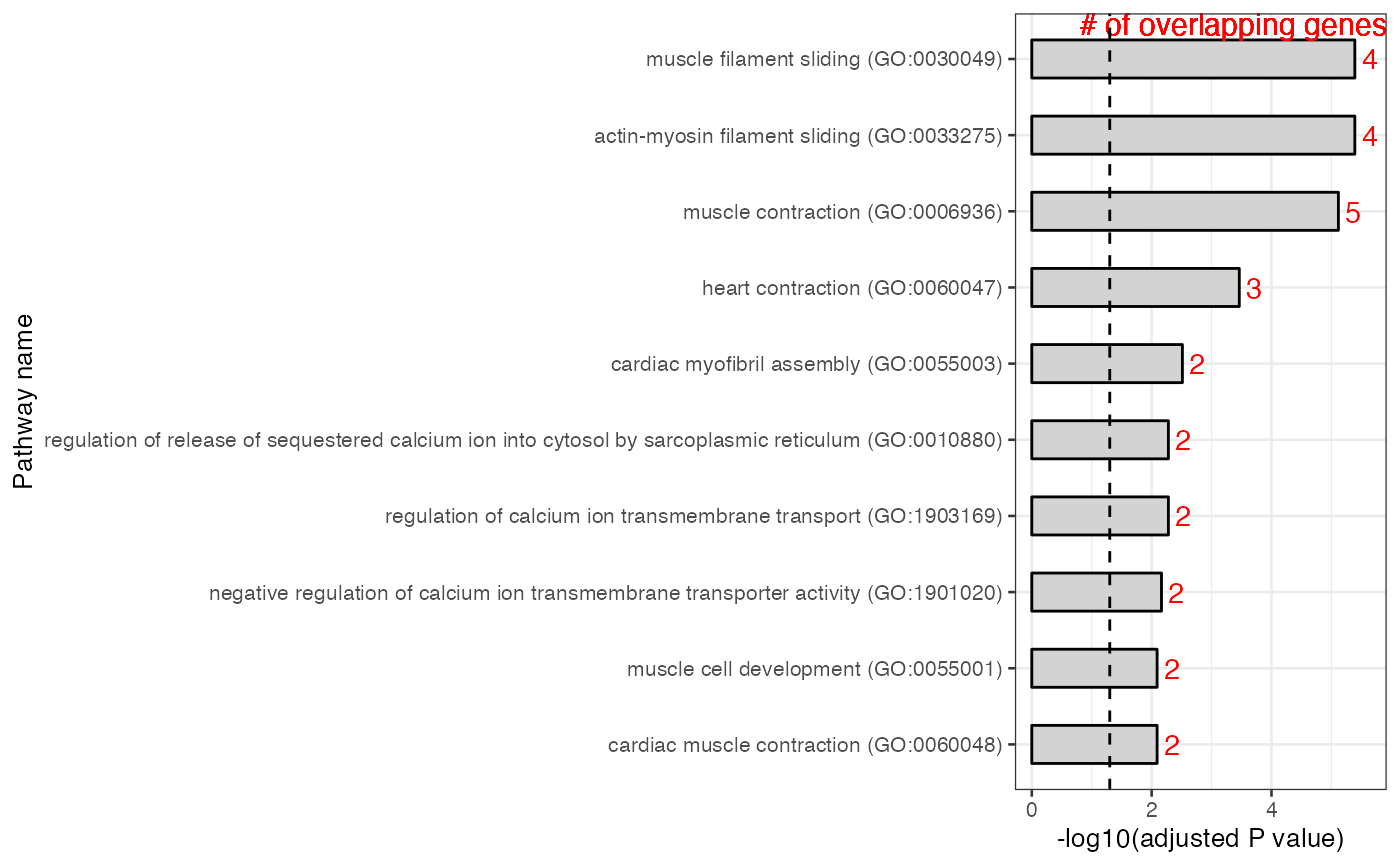 # of overlapping genes
muscle filament sliding (GO:0030049) 4
actin-myosin filament sliding (GO:0033275) 4
muscle contraction (GO:0006936) 5
heart contraction (GO:0060047) 3
cardiac myofibril assembly (GO:0055003) 2
regulation of release of sequestered calcium ion into cytosol by sarcoplasmic reticulum (GO:0010880) 2
regulation of calcium ion transmembrane transport (GO:1903169) 2
negative regulation of calcium ion transmembrane transporter activity (GO:1901020) 2
muscle cell development (GO:0055001) 2
cardiac muscle contraction (GO:0060048) 2
Pathway name
0 2 4
-log10(adjusted P value)